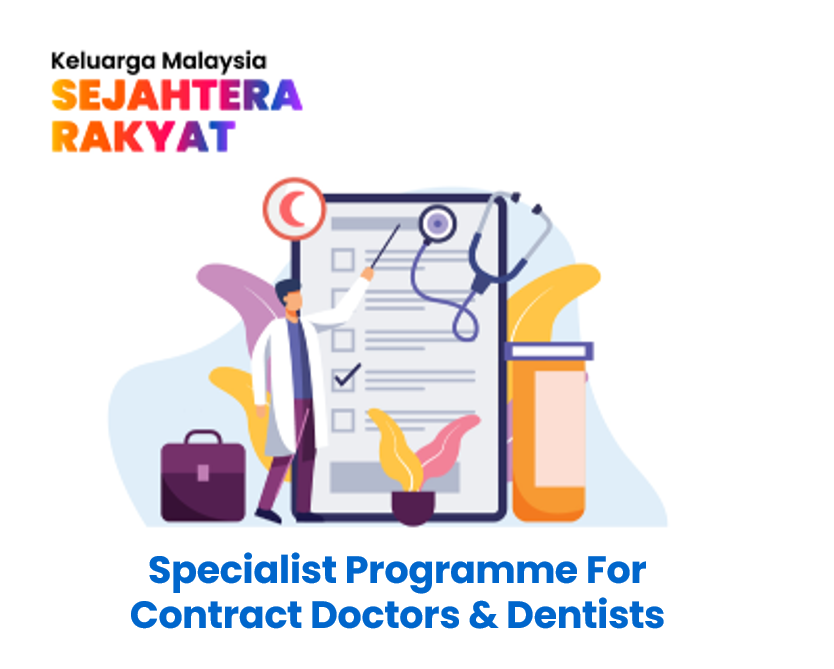 Keluarga Malaysia
SEJAHTERA
RAKYAT
Specialist Programme For
Contract Doctors & Dentists